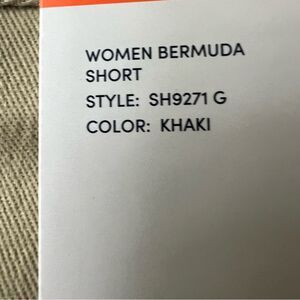 WOMEN BERMUDA
SHORT
STYLE: SH9271 G
COLOR: KHAKI